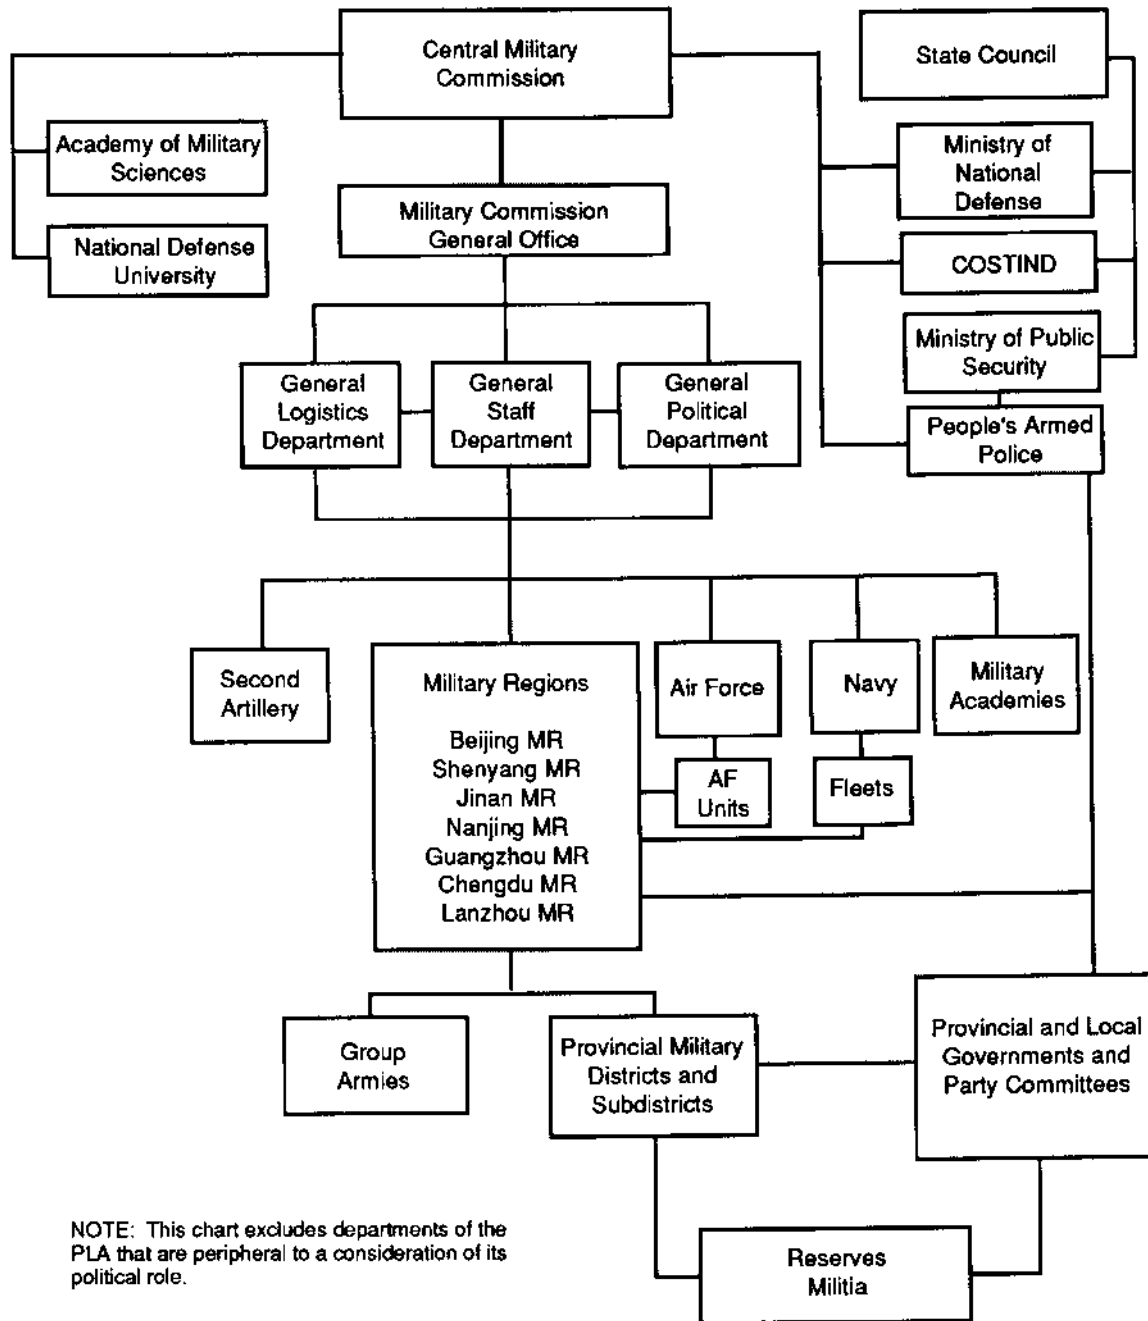 Central Military
Commission
State Council
Academy of Military
Sciences
Ministry of
National
Defense
Military Commission
General Office
National Defense
University
COSTIND
Ministry of Public
Security
General
Logistics
Department
General
Staff
Department
General
Political
Department
People's Armed
Police
Second
Artillery
Military Regions
Beijing MR
Shenyang MR
Jinan MR
Nanjing MR
Guangzhou MR
Chengdu MR
Lanzhou MR
Air Force
Navy
Military
Academies
AF
Units
Fleets
Group
Armies
Provincial Military
Districts and
Subdistricts
Provincial and Local
Governments and
Party Committees
NOTE: This chart excludes departments of the
PLA that are peripheral to a consideration of its
political role.
Reserves
Militia